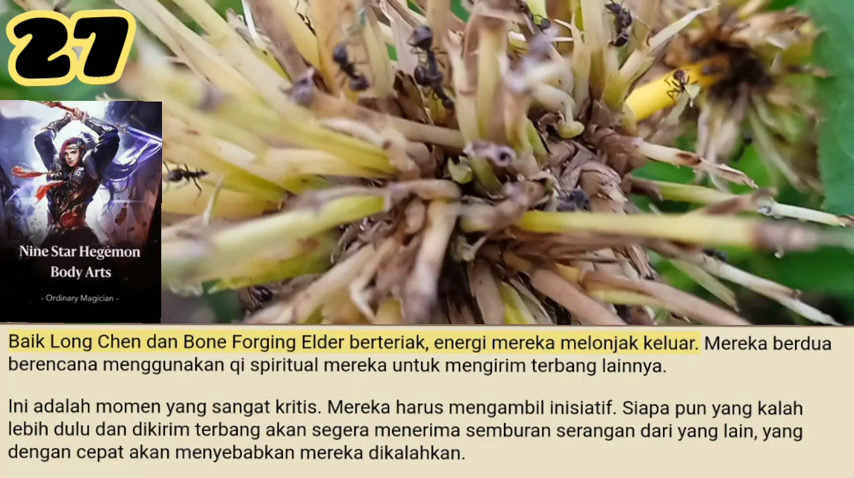 27
Nine Star Hegemon
Body Arts
- Ordinary Magician -
Baik Long Chen dan Bone Forging Elder berteriak, energi mereka melonjak keluar. Mereka berdua
berencana menggunakan qi spiritual mereka untuk mengirim terbang lainnya.
Ini adalah momen yang sangat kritis. Mereka harus mengambil inisiatif. Siapa pun yang kalah
lebih dulu dan dikirim terbang akan segera menerima semburan serangan dari yang lain, yang
dengan cepat akan menyebabkan mereka dikalahkan.